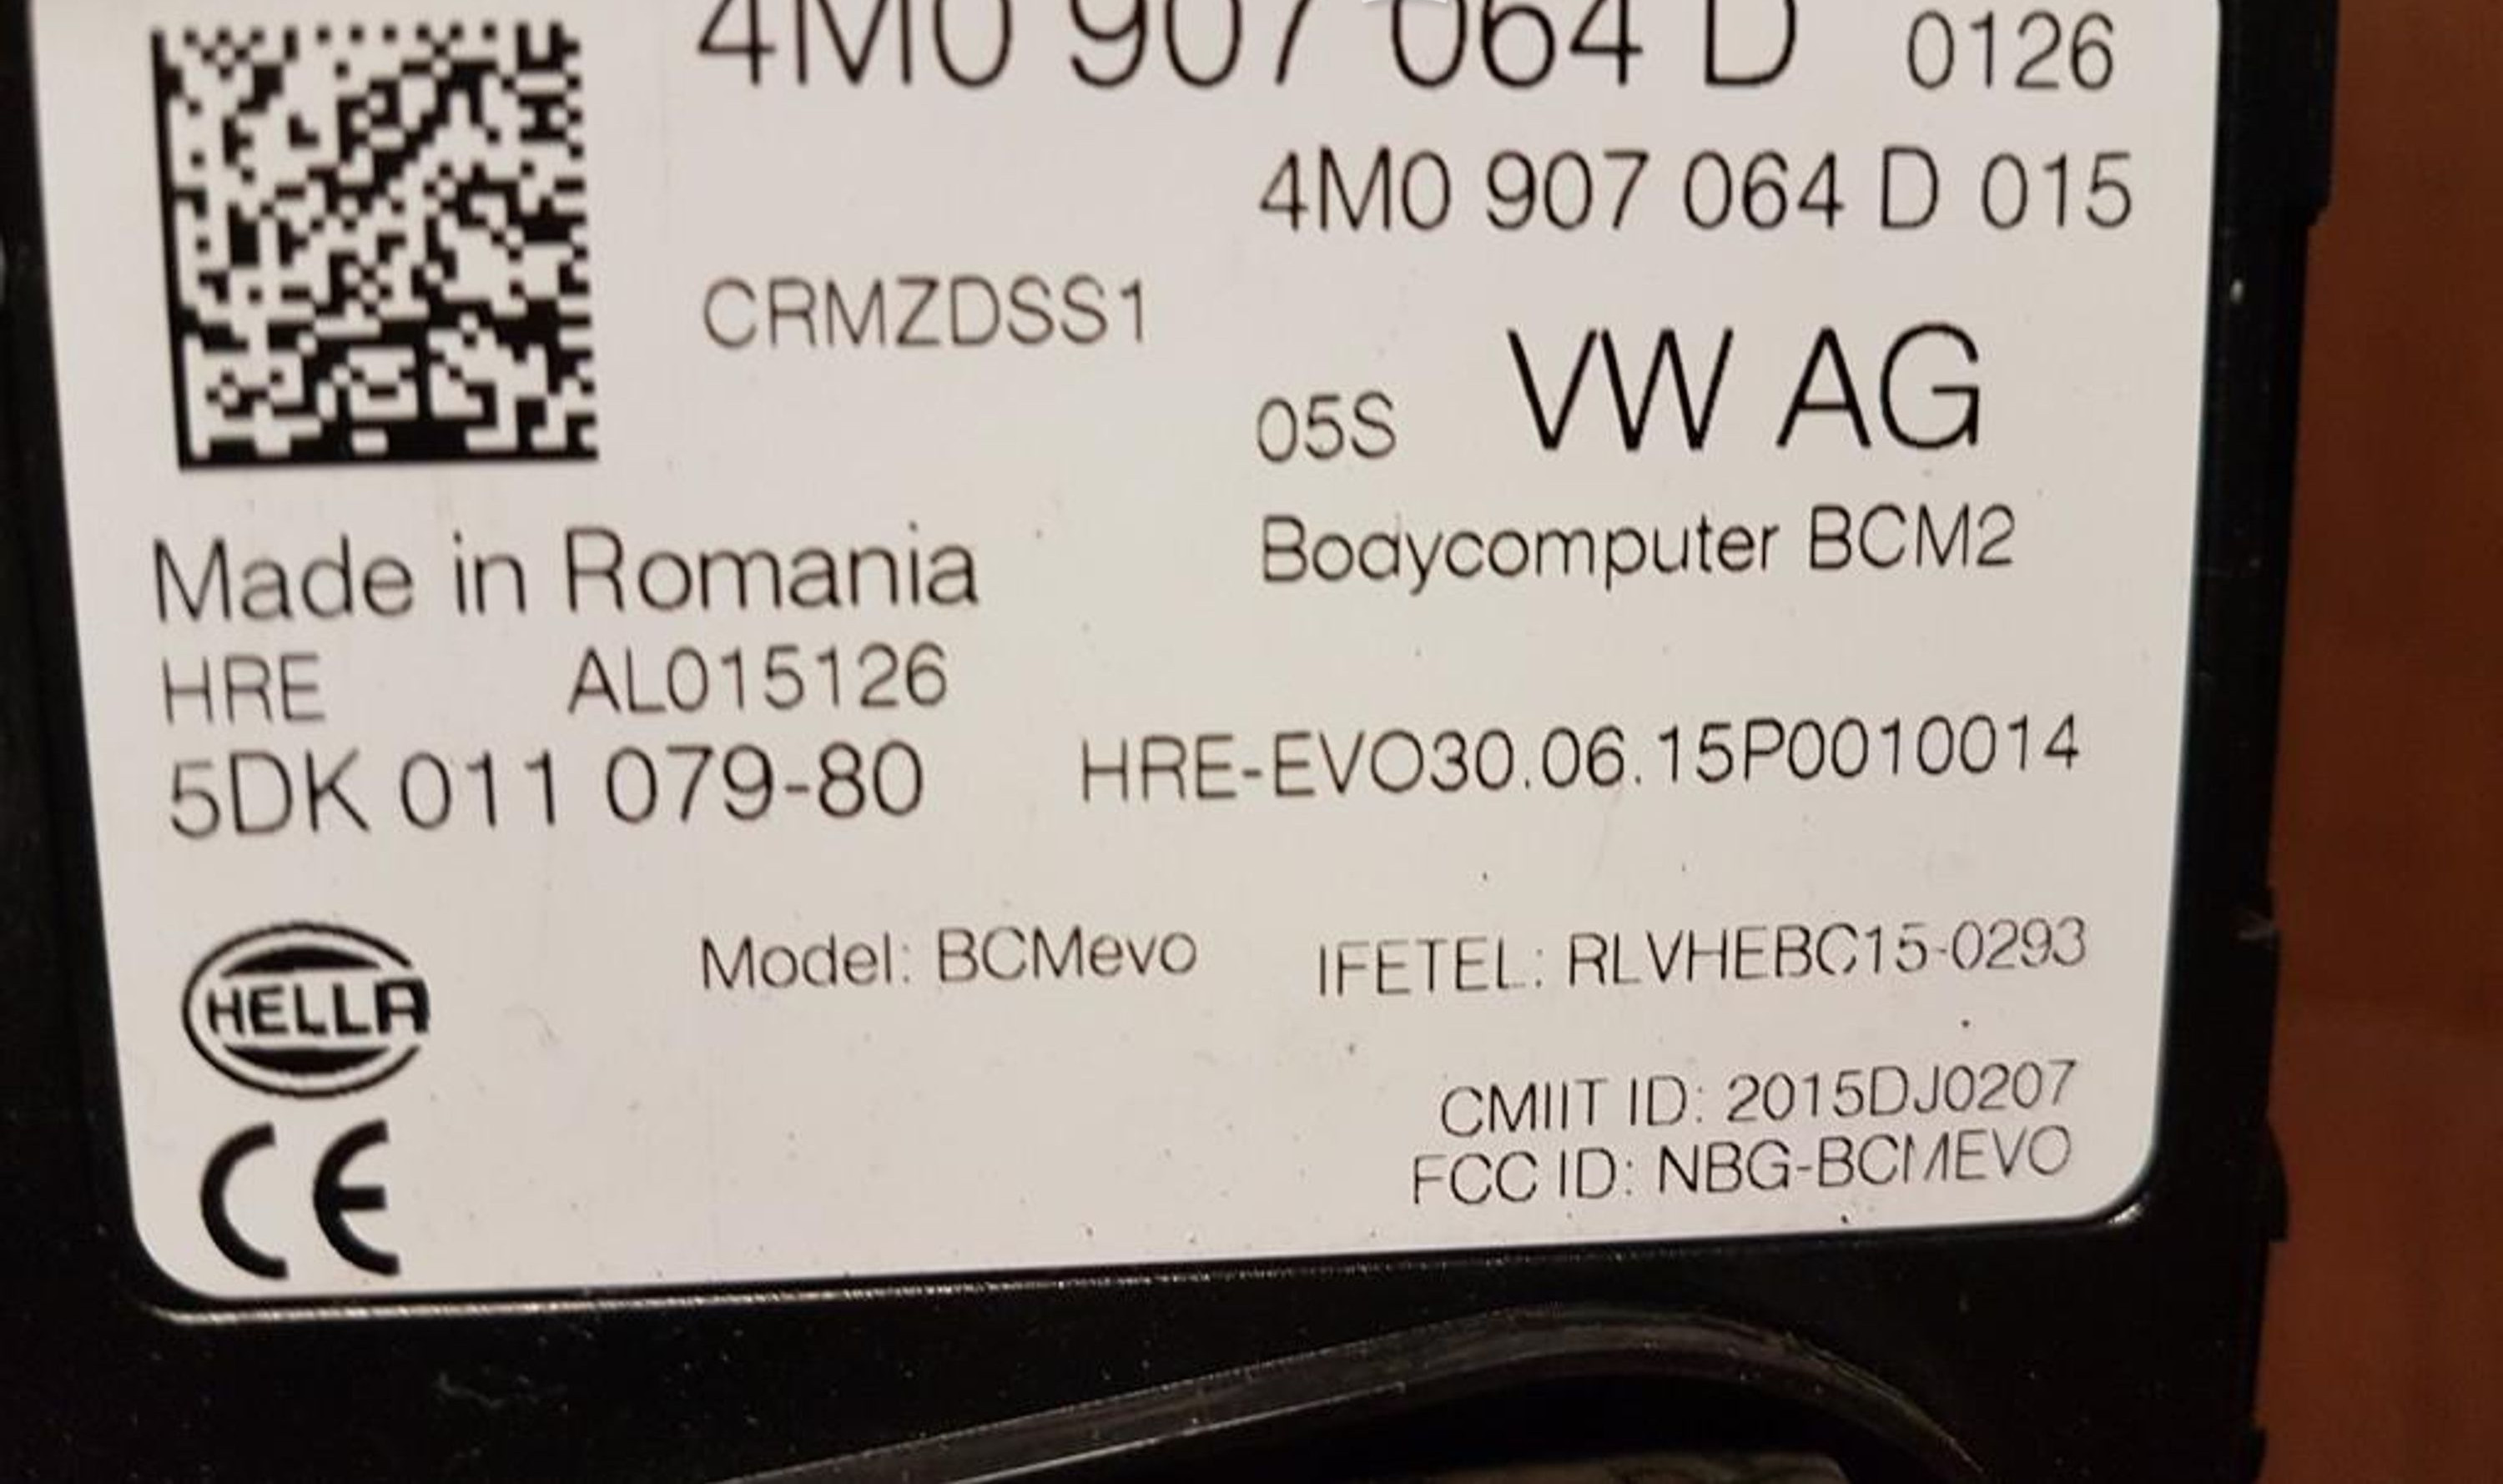 4M0 907 064 D 0126
4M0 907 064 D 015
CRMZDSS1
05S VW AG
Bodycomputer BCM2
Made in Romania
HRE AL015126
5DK 011 079-80 HRE-EVO30.06.15P0010014
HELLA
Model: BCMevo IFETEL: RLVHEBC15-0293
CMIIT ID: 2015DJ0207
FCC ID: NBG-BCMEVO
CE